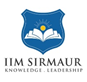 IIM SIRMAUR
KNOWLEDGE . LEADERSHIP